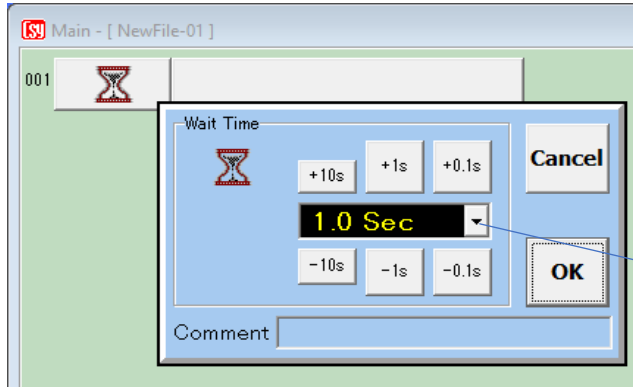 SY Main - [ NewFile-01 ]
001
Wait Time
+10s +1s +0.1s
Cancel
1.0 Sec
-10s -1s -0.1s
OK
Comment